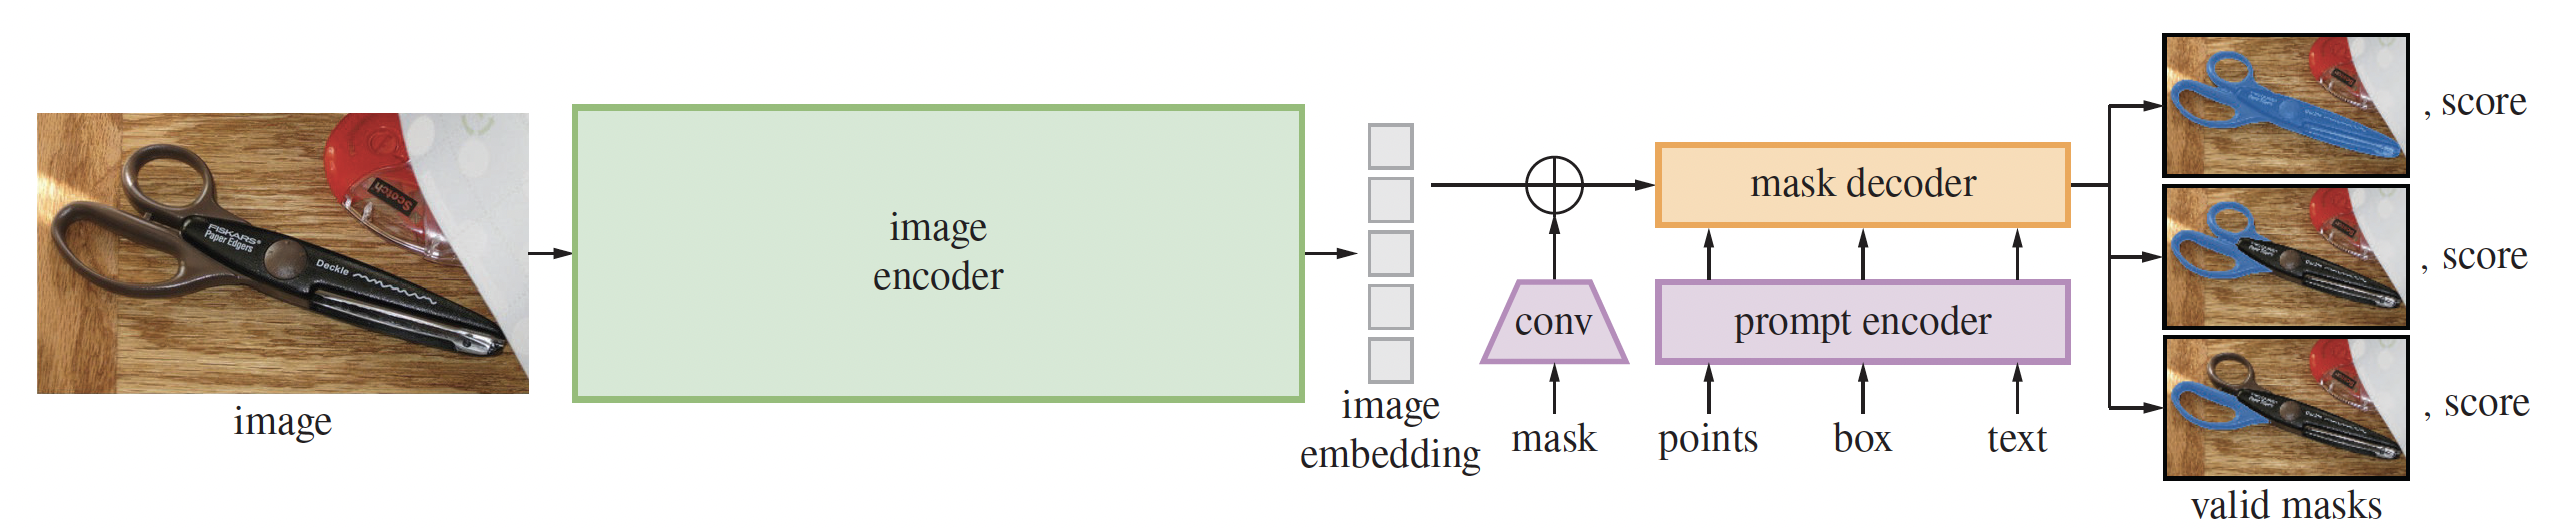 image
encoder
image
embedding
image
FISKARS®
Paper Edgers
Deckle
Scotch
conv
mask
mask decoder
prompt encoder
points
box
text
, score
, score
, score
valid masks